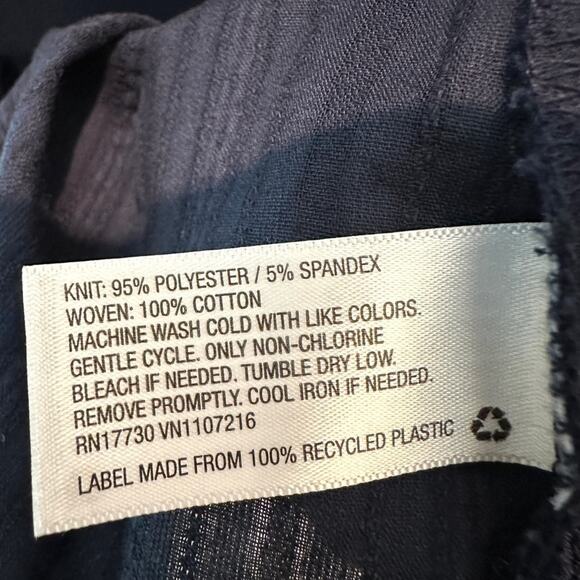 KNIT: 95% POLYESTER / 5% SPANDEX
WOVEN: 100% COTTON
MACHINE WASH COLD WITH LIKE COLORS.
GENTLE CYCLE. ONLY NON-CHLORINE
BLEACH IF NEEDED. TUMBLE DRY LOW.
REMOVE PROMPTLY. COOL IRON IF NEEDED.
RN17730 VN1107216
LABEL MADE FROM 100% RECYCLED PLASTIC